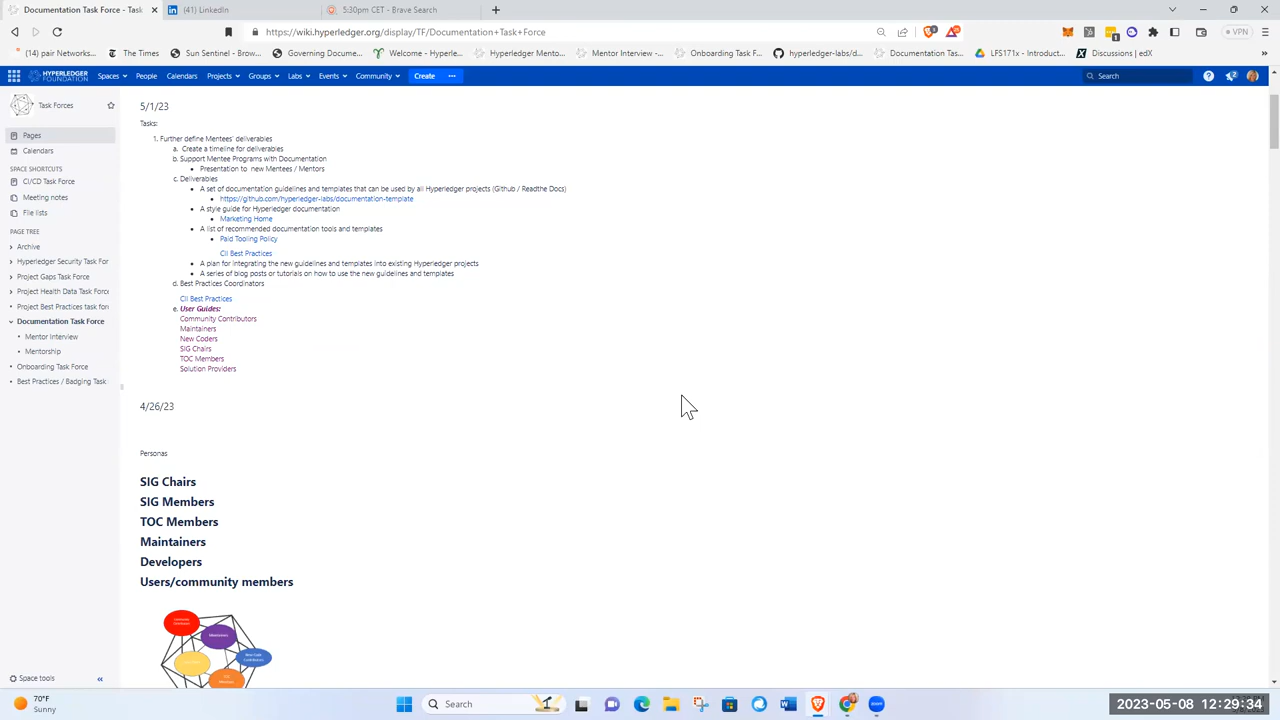 Documentation Task Force - Task
(41) LinkedIn
5:30pm CET - Brave Search
https://wiki.hyperledger.org/display/TF/Documentation+Task+Force
VPN
(14) pair Networks...
The Times
Sun Sentinel - Brow...
Governing Docume...
Welcome - Hyperle...
Hyperledger Mento...
Mentor Interview -...
Onboarding Task F...
hyperledger-labs/d...
Documentation Tas...
LFS171x - Introduct...
Discussions | edX
HYPERLEDGER FOUNDATION
Spaces
People
Calendars
Projects
Groups
Labs
Events
Community
Create
Search
Task Forces
Pages
Calendars
SPACE SHORTCUTS
CI/CD Task Force
Meeting notes
File lists
PAGE TREE
Archive
Hyperledger Security Task For
Project Gaps Task Force
Project Health Data Task Force
Project Best Practices task for
Documentation Task Force
Mentor Interview
Mentorship
Onboarding Task Force
Best Practices / Badging Task
Space tools
5/1/23
Tasks:
1. Further define Mentees' deliverables
a. Create a timeline for deliverables
b. Support Mentee Programs with Documentation
Presentation to new Mentees / Mentors
c. Deliverables
A set of documentation guidelines and templates that can be used by all Hyperledger projects (Github / Readthe Docs)
https://github.com/hyperledger-labs/documentation-template
A style guide for Hyperledger documentation
Marketing Home
A list of recommended documentation tools and templates
Paid Tooling Policy
CII Best Practices
A plan for integrating the new guidelines and templates into existing Hyperledger projects
A series of blog posts or tutorials on how to use the new guidelines and templates
d. Best Practices Coordinators
CII Best Practices
e. User Guides:
Community Contributors
Maintainers
New Coders
SIG Chairs
TOC Members
Solution Providers
4/26/23
Personas
SIG Chairs
SIG Members
TOC Members
Maintainers
Developers
Users/community members
Maintainers
70°F
Sunny
Search
2023-05-08 12:29:34